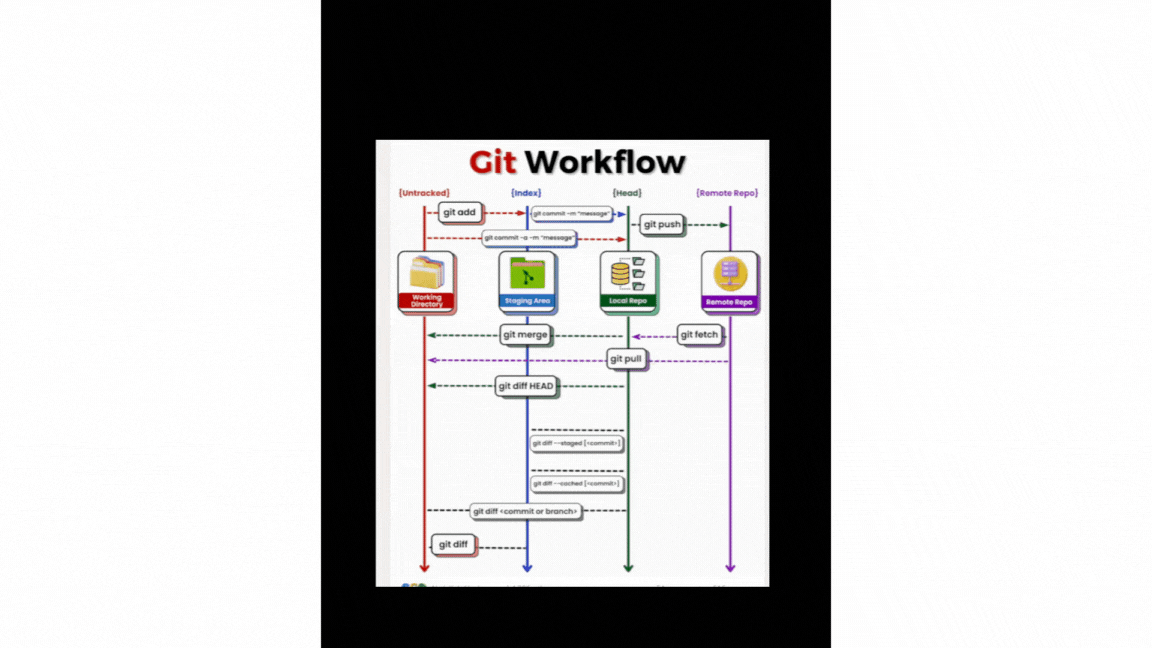 Git Workflow
{Untracked} {Index} {Head} {Remote Repo}
git add
git commit -m "message"
git push
git commit -a -m "message"
Working
Directory
Staging Area
Local Repo
Remote Repo
git merge
git fetch
git pull
git diff HEAD
git diff --staged [<commit>]
git diff --cached [<commit>]
git diff <commit or branch>
git diff